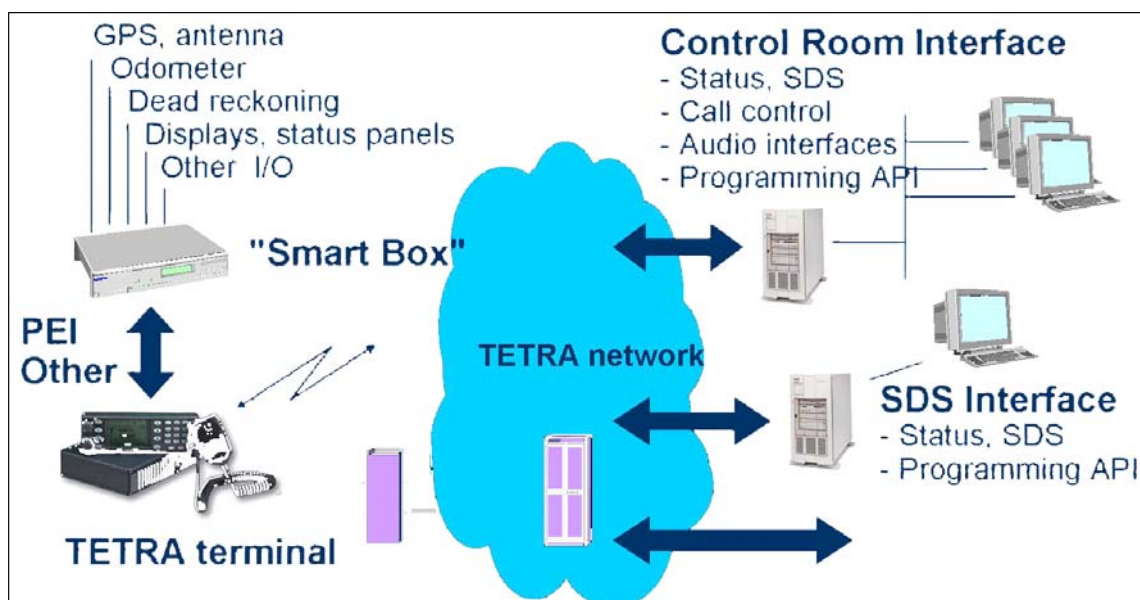 GPS, antenna
Odometer
Dead reckoning
Displays, status panels
Other I/O
"Smart Box"
PEI
Other
TETRA terminal
TETRA network
Control Room Interface
- Status, SDS
- Call control
- Audio interfaces
- Programming API
SDS Interface
- Status, SDS
- Programming API